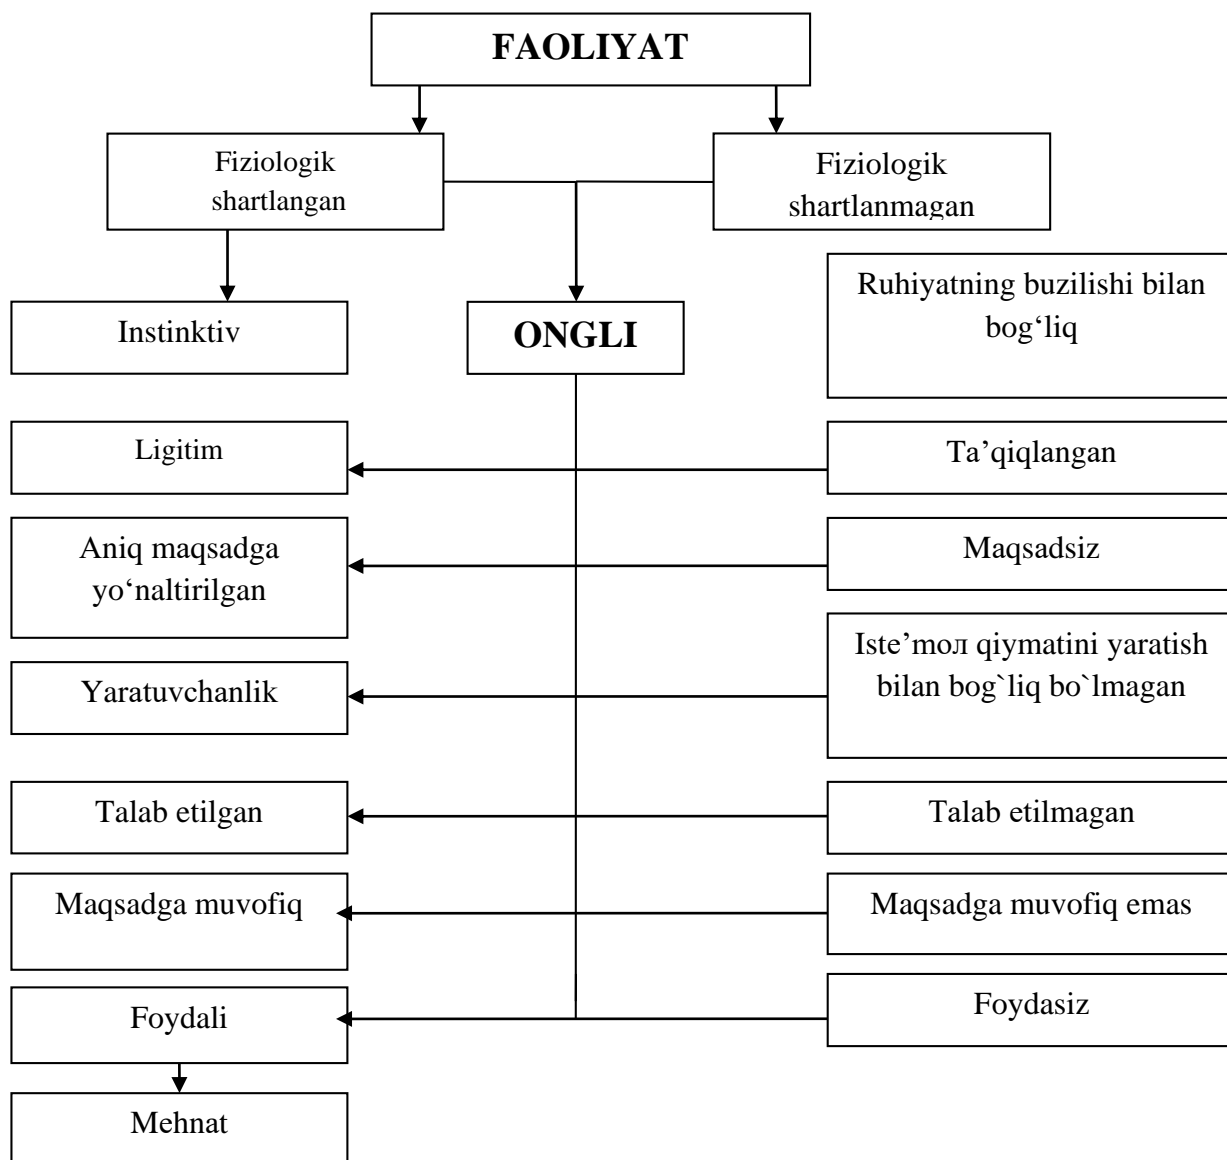 FAOLIYAT
Fiziologik
shartlangan
Fiziologik
shartlanmagan
Instinktiv
ONGLI
Ruhiyatning buzilishi bilan
bog‘liq
Ligitim
Ta’qiqlangan
Aniq maqsadga
yo‘naltirilgan
Maqsadsiz
Yaratuvchanlik
Iste’moл qiymatini yaratish
bilan bog`liq bo`lmagan
Talab etilgan
Talab etilmagan
Maqsadga muvofiq
Maqsadga muvofiq emas
Foydali
Foydasiz
Mehnat